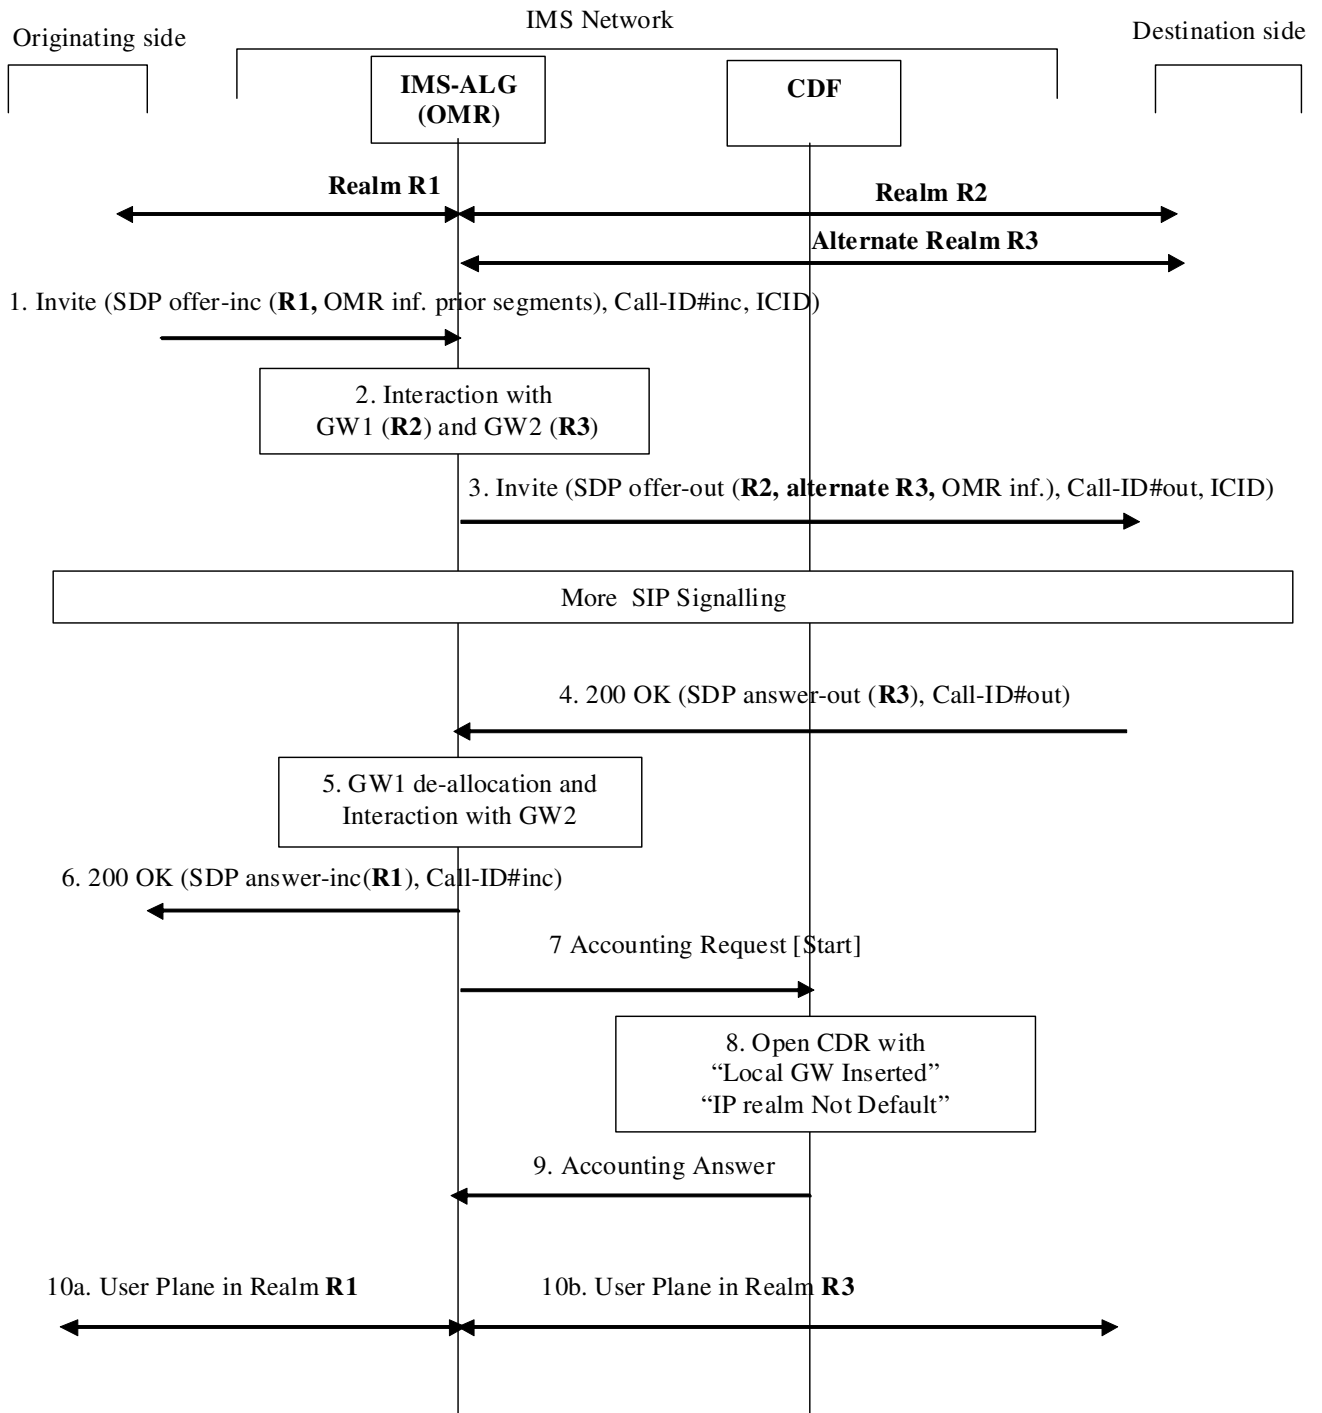 IMS Network
Originating side
Destination side
IMS-ALG
(OMR)
CDF
Realm R1
Realm R2
Alternate Realm R3
1. Invite (SDP offer-inc (R1, OMR inf. prior segments), Call-ID#inc, ICID)
2. Interaction with
GW1 (R2) and GW2 (R3)
3. Invite (SDP offer-out (R2, alternate R3, OMR inf.), Call-ID#out, ICID)
More SIP Signalling
4. 200 OK (SDP answer-out (R3), Call-ID#out)
5. GW1 de-allocation and
Interaction with GW2
6. 200 OK (SDP answer-inc(R1), Call-ID#inc)
7 Accounting Request [Start]
8. Open CDR with
“Local GW Inserted”
“IP realm Not Default”
9. Accounting Answer
10a. User Plane in Realm R1
10b. User Plane in Realm R3